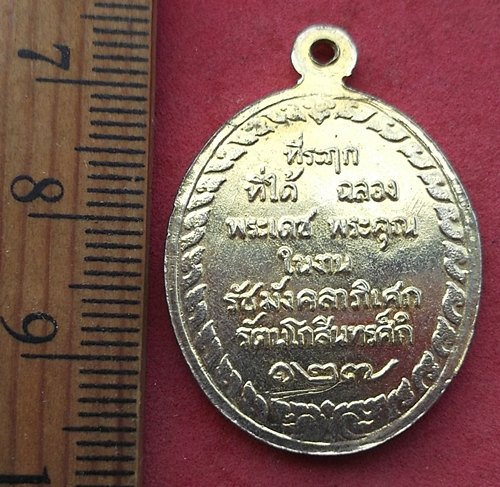 7
8
9
1
ที่ระฤก
ที่ได้ ฉลอง
พระเดช พระคุณ
ในงาน
รัชมังคลาภิเศก
รัตนโกสินทรศก
๑๒๗